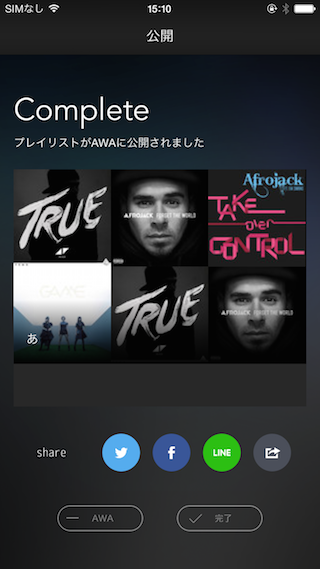 SIMなし 15:10
公開
Complete
プレイリストがAWAに公開されました
TRUE
AFROJACK FORGET THE WORLD
Afrojack
TAKE
over
CONTROL
GAME
あ
TRUE
AFROJACK FORGET THE WORLD
share
LINE
AWA
完了